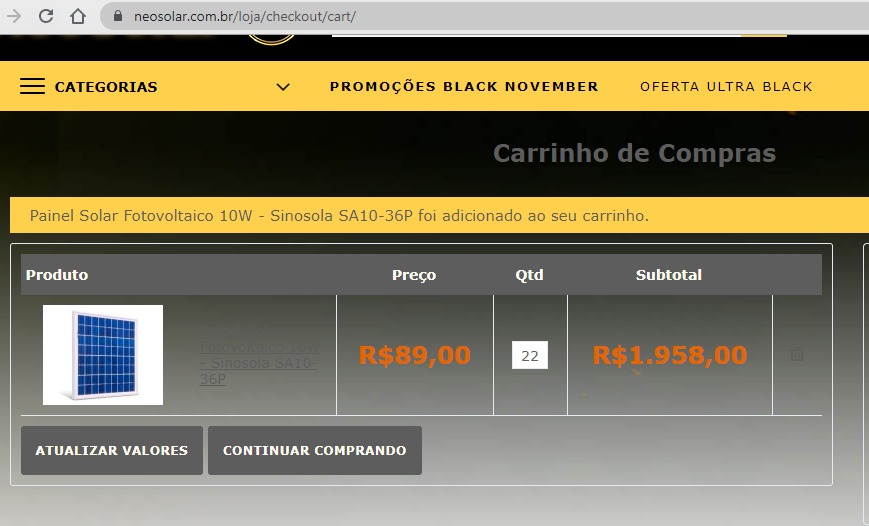 neosolar.com.br/loja/checkout/cart/
CATEGORIAS
PROMOÇÕES BLACK NOVEMBER
OFERTA ULTRA BLACK
Carrinho de Compras
Painel Solar Fotovoltaico 10W - Sinosola SA10-36P foi adicionado ao seu carrinho.
Produto Preço Qtd Subtotal
Fotovoltaico 10W
- Sinosola SA10-
36P
R$89,00
22
R$1.958,00
ATUALIZAR VALORES
CONTINUAR COMPRANDO